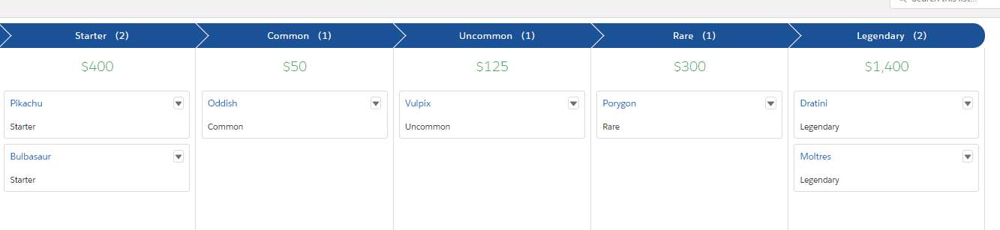 Search this list...
Starter (2)
Common (1)
Uncommon (1)
Rare (1)
Legendary (2)
$400
$50
$125
$300
$1,400
Pikachu
Oddish
Vulpix
Porygon
Dratini
Starter
Common
Uncommon
Rare
Legendary
Bulbasaur
Moltres
Starter
Legendary